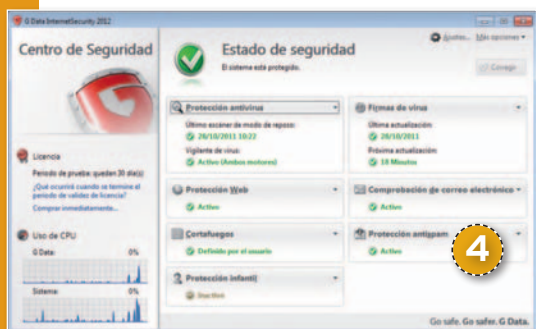 G Data InternetSecurity 2012
Centro de Seguridad
Estado de seguridad
El sistema está protegido.
Ajustes... Más opciones
Corregir
Protección antivirus
Último escáner de modo de reposo:
28/10/2011 10:22
Vigilante de virus:
Activo (Ambos motores)
Firmas de virus
Última actualización:
28/10/2011
Próxima actualización:
18 Minutos
Licencia
Periodo de prueba: quedan 30 día(s)
¿Qué ocurrirá cuando se termine el
periodo de validez de licencia?
Comprar inmediatamente...
Protección Web
Activo
Comprobación de correo electrónico
Activo
Uso de CPU
G Data: 0%
Sistema: 0%
Cortafuegos
Definido por el usuario
Protección antispam
Activo
4
Protección infantil
Inactivo
Go safe. Go safer. G Data.